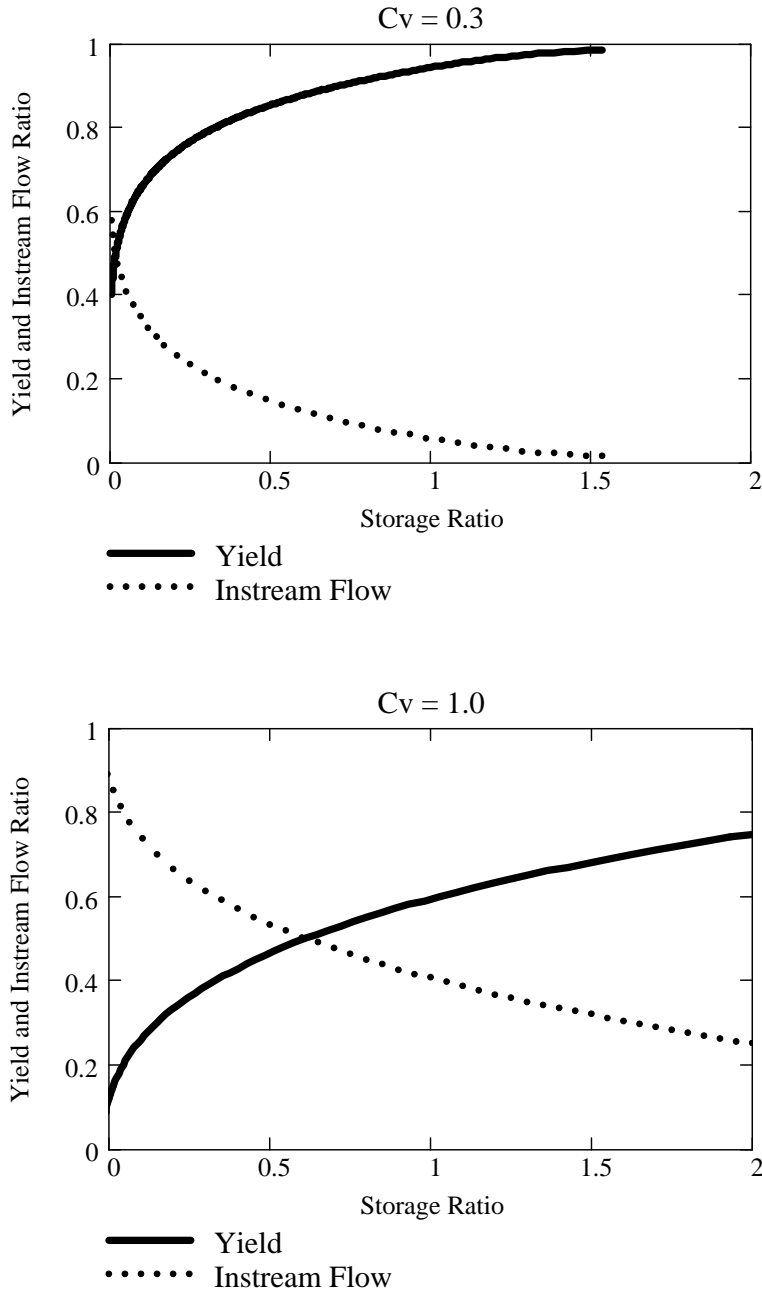 Cv = 0.3
Yield and Instream Flow Ratio
1
0.8
0.6
0.4
0.2
0
0 0.5 1 1.5 2
Storage Ratio
Yield
Instream Flow
Cv = 1.0
Yield and Instream Flow Ratio
1
0.8
0.6
0.4
0.2
0
0 0.5 1 1.5 2
Storage Ratio
Yield
Instream Flow